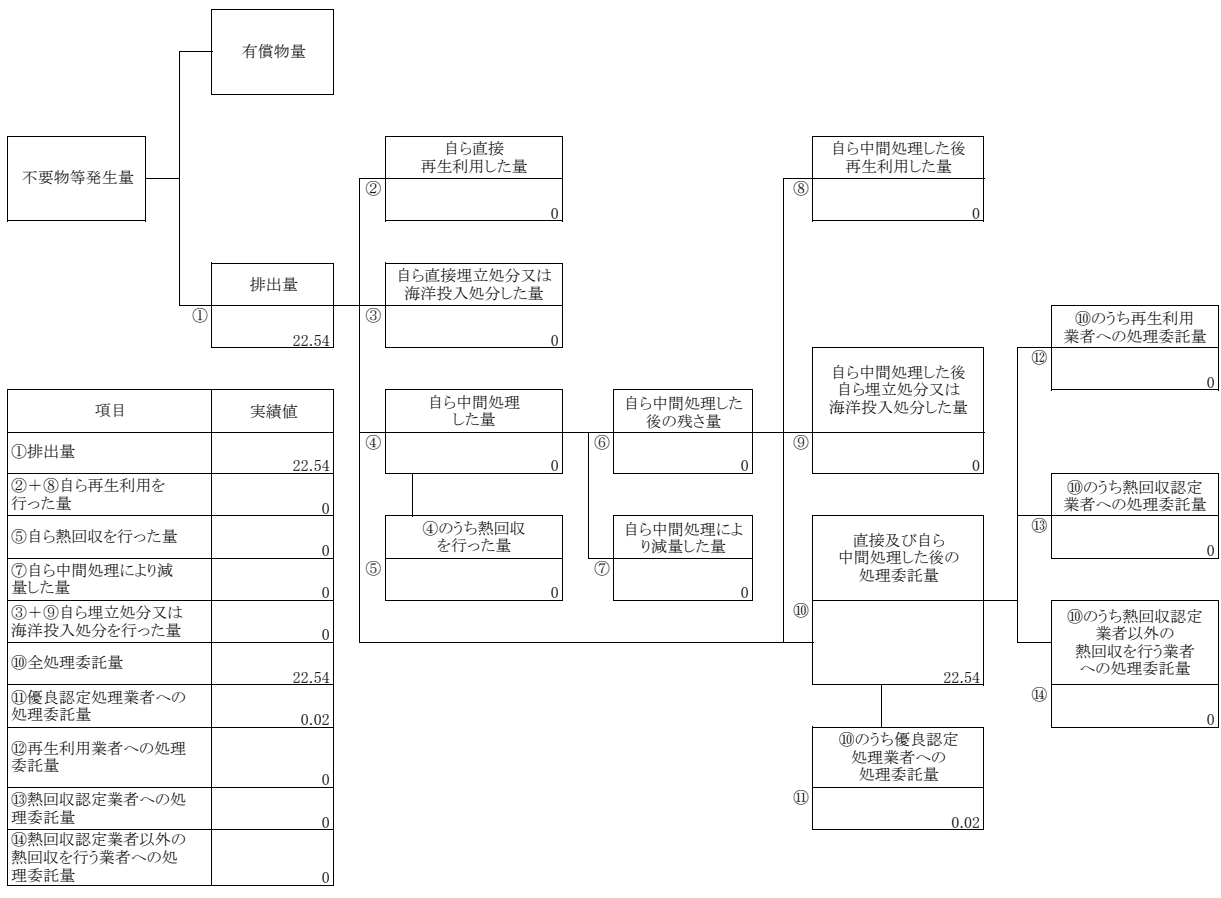 有償物量
不要物等発生量
排出量
①
22.54
自ら直接
再生利用した量
②
0
自ら直接埋立処分又は
海洋投入処分した量
③
0
自ら中間処理
した量
④
0
④のうち熱回収
を行った量
⑤
0
自ら中間処理した
後の残さ量
⑥
0
自ら中間処理によ
り減量した量
⑦
0
自ら中間処理した後
再生利用した量
⑧
0
自ら中間処理した後
自ら埋立処分又は
海洋投入処分した量
⑨
0
直接及び自ら
中間処理した後の
処理委託量
⑩
22.54
⑩のうち優良認定
処理業者への
処理委託量
⑪
0.02
⑩のうち再生利用
業者への処理委託量
⑫
0
⑩のうち熱回収認定
業者への処理委託量
⑬
0
⑩のうち熱回収認定
業者以外の
熱回収を行う業者
への処理委託量
⑭
0
項目 実績値
①排出量
22.54
②＋⑧自ら再生利用を
行った量
0
⑤自ら熱回収を行った量
0
⑦自ら中間処理により減
量した量
0
③＋⑨自ら埋立処分又は
海洋投入処分を行った量
0
⑩全処理委託量
22.54
⑪優良認定処理業者への
処理委託量
0.02
⑫再生利用業者への処理
委託量
0
⑬熱回収認定業者への処
理委託量
0
⑭熱回収認定業者以外の
熱回収を行う業者への処
理委託量
0